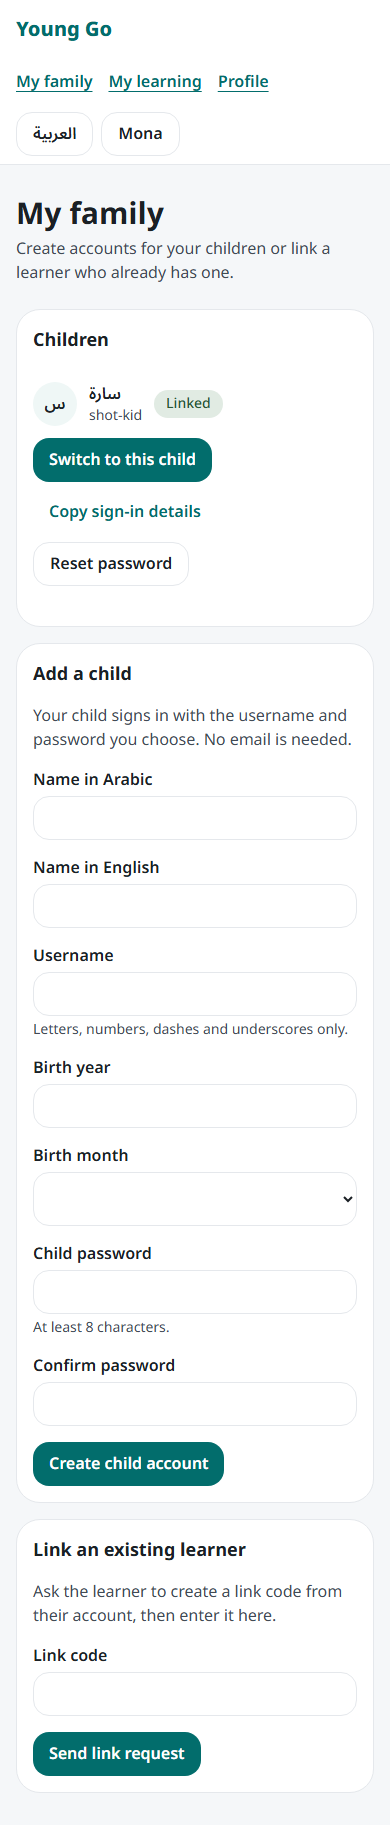 Young Go
My family My learning Profile
العربية Mona
My family
Create accounts for your children or link a
learner who already has one.
Children
س سارة Linked
shot-kid
Switch to this child
Copy sign-in details
Reset password
Add a child
Your child signs in with the username and
password you choose. No email is needed.
Name in Arabic
Name in English
Username
Letters, numbers, dashes and underscores only.
Birth year
Birth month
Child password
At least 8 characters.
Confirm password
Create child account
Link an existing learner
Ask the learner to create a link code from
their account, then enter it here.
Link code
Send link request